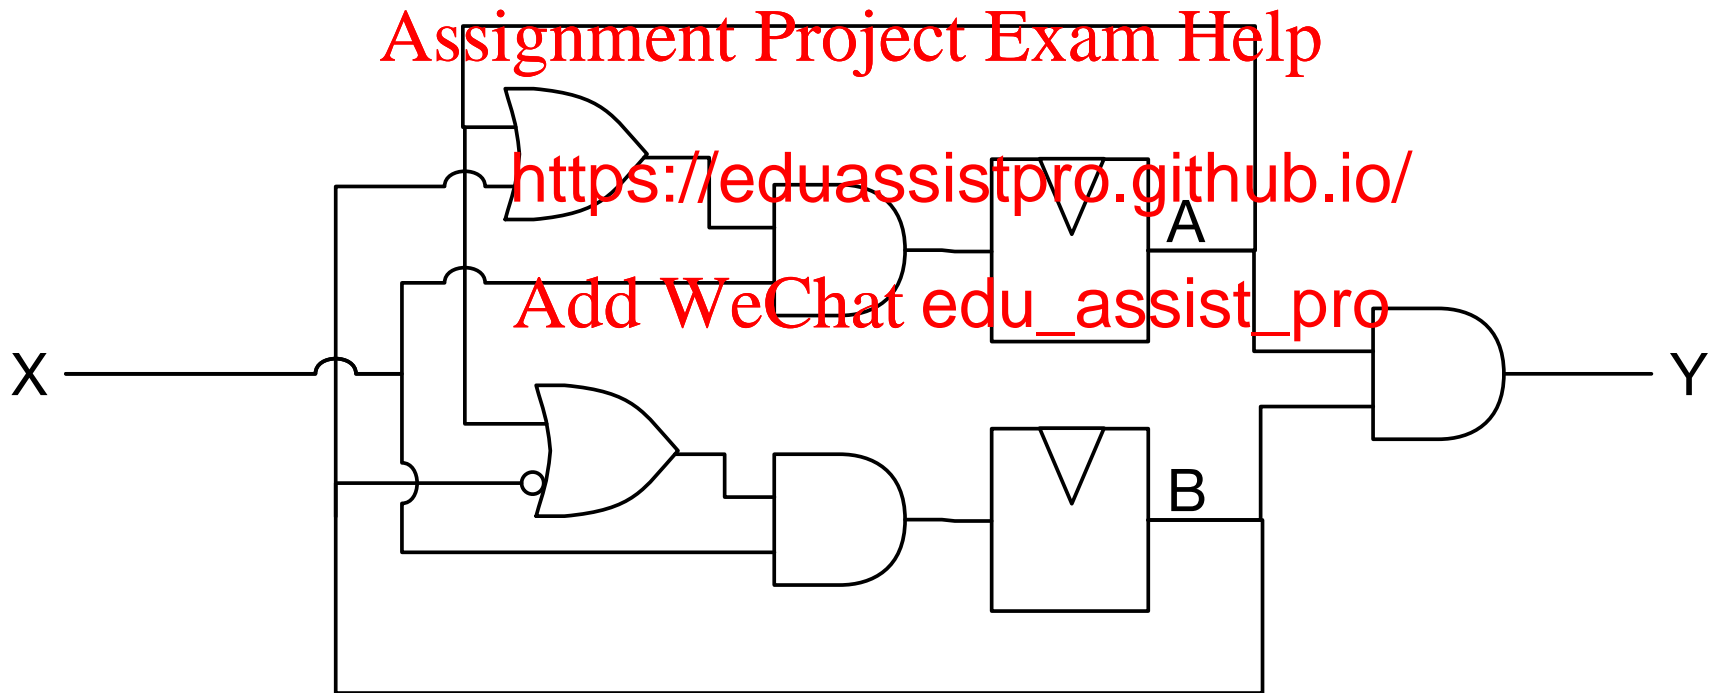 Assignment Project Exam Help
https://eduassistpro.github.io/
A
Add WeChat edu_assist_pro
X
Y
B